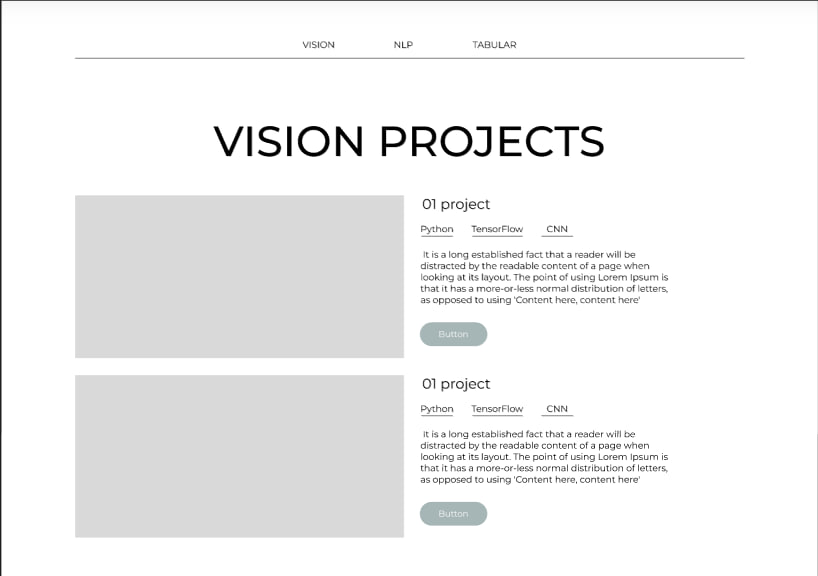 VISION NLP TABULAR
VISION PROJECTS
01 project
Python TensorFlow CNN
It is a long established fact that a reader will be
distracted by the readable content of a page when
looking at its layout. The point of using Lorem Ipsum is
that it has a more-or-less normal distribution of letters,
as opposed to using 'Content here, content here'
Button
01 project
Python TensorFlow CNN
It is a long established fact that a reader will be
distracted by the readable content of a page when
looking at its layout. The point of using Lorem Ipsum is
that it has a more-or-less normal distribution of letters,
as opposed to using 'Content here, content here'
Button